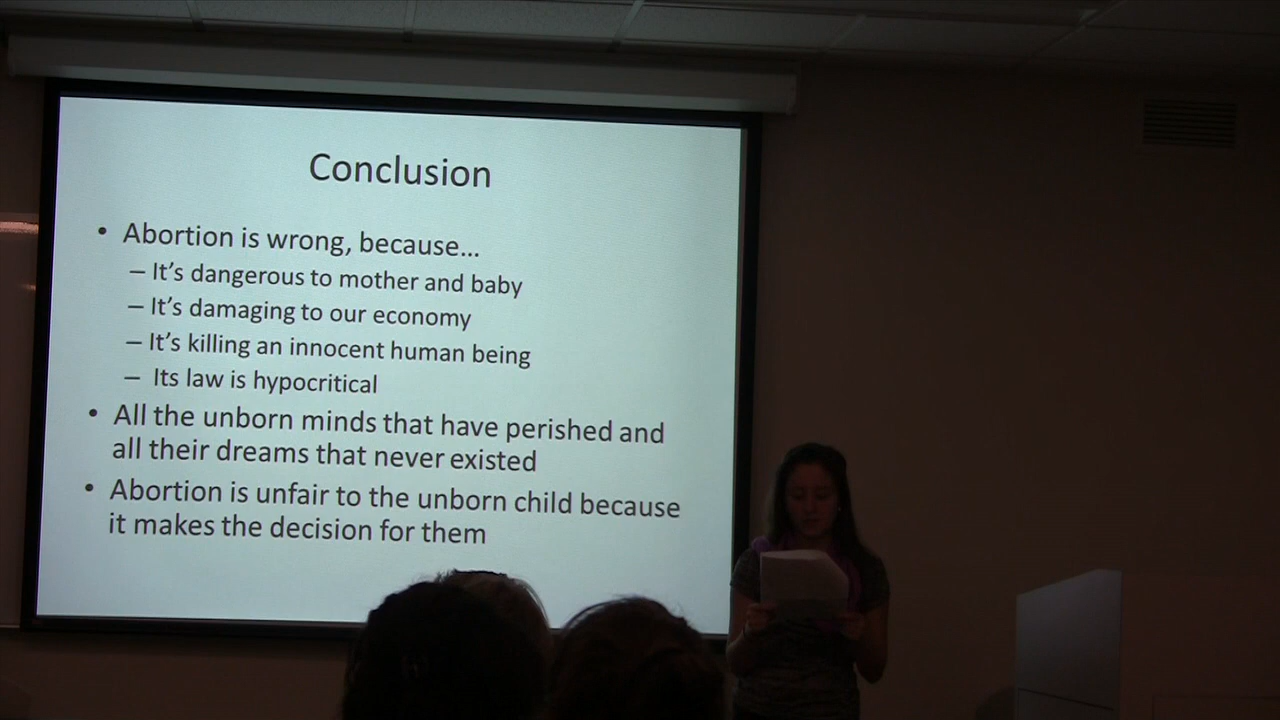 Conclusion
• Abortion is wrong, because…
– It's dangerous to mother and baby
– It's damaging to our economy
– It's killing an innocent human being
– Its law is hypocritical
• All the unborn minds that have perished and
all their dreams that never existed
• Abortion is unfair to the unborn child because
it makes the decision for them